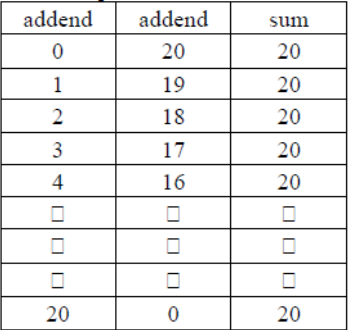 addend addend sum
0 20 20
1 19 20
2 18 20
3 17 20
4 16 20
□ □ □
□ □ □
□ □ □
20 0 20